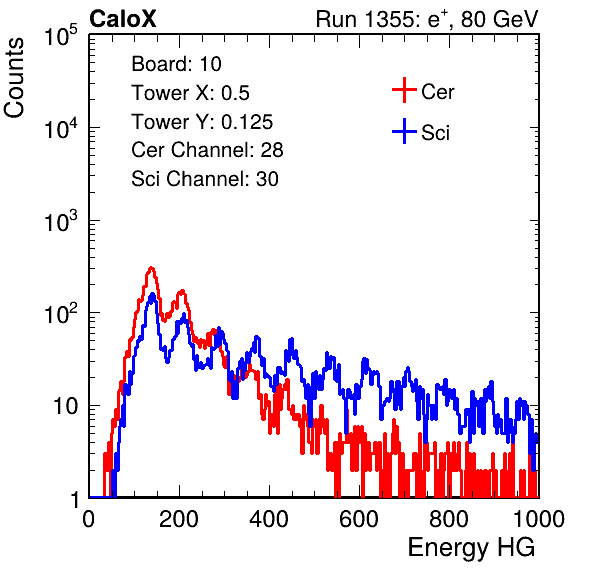 CaloX Run 1355: e⁺, 80 GeV
Counts
Board: 10
Tower X: 0.5
Tower Y: 0.125
Cer Channel: 28
Sci Channel: 30
Cer
Sci
10⁵
10⁴
10³
10²
10
1
0 200 400 600 800 1000
Energy HG